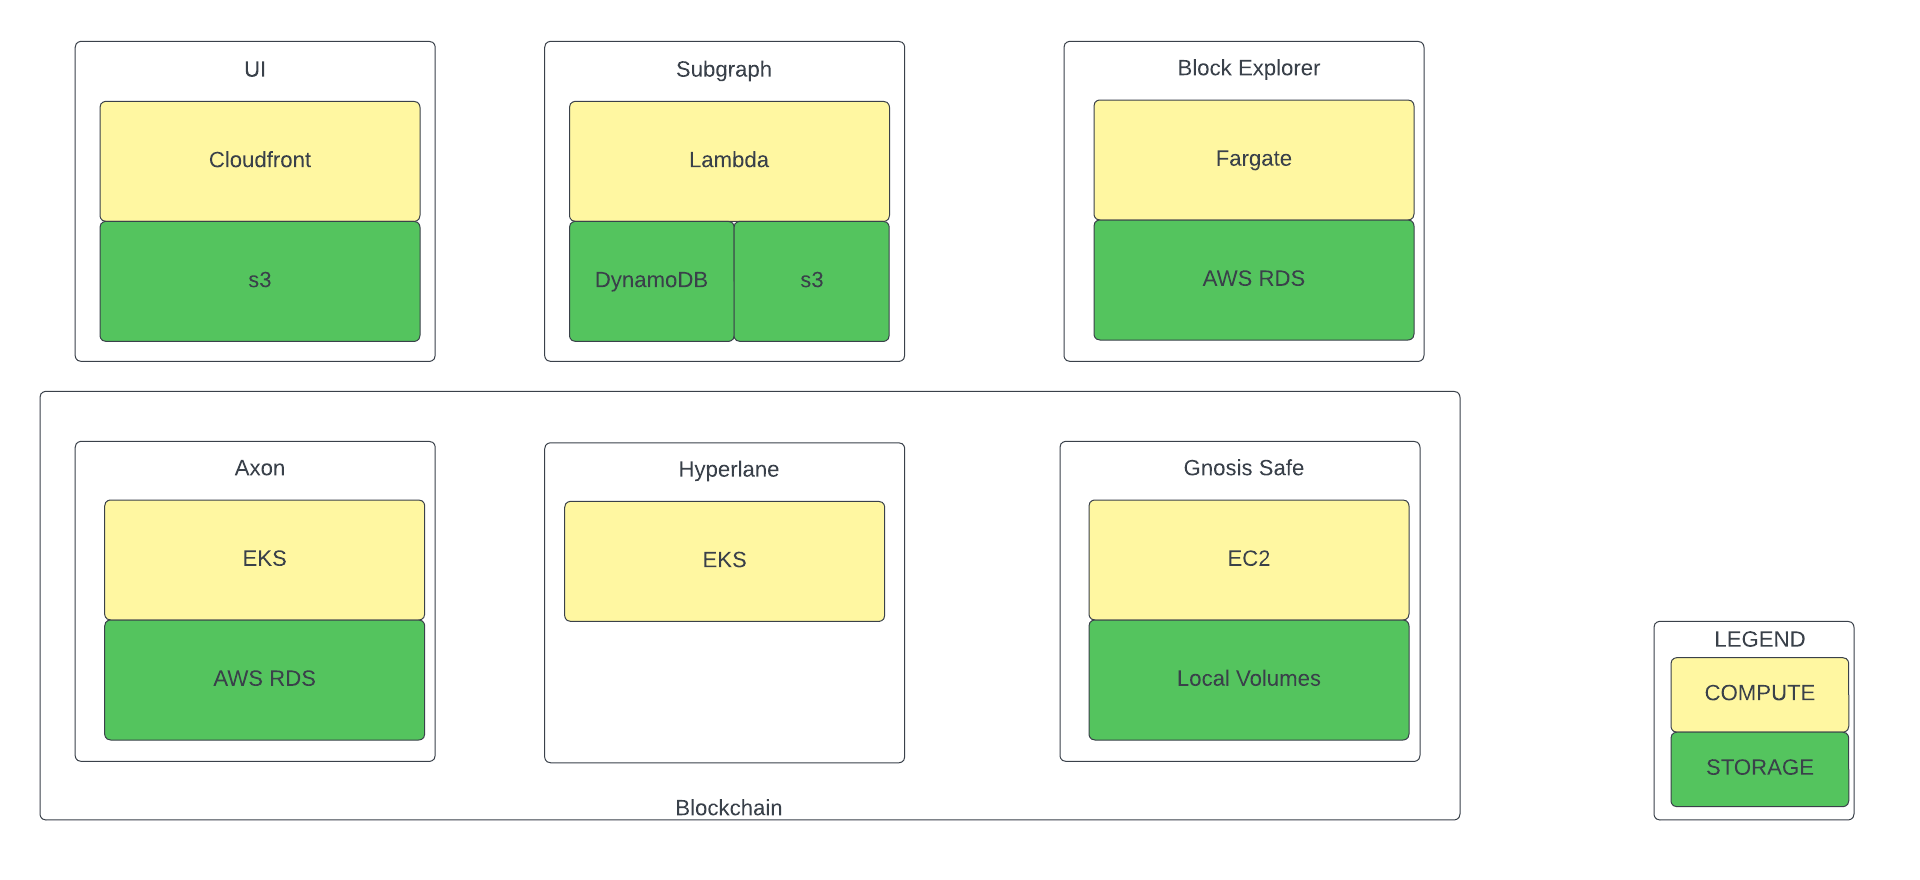 UI
Cloudfront
s3
Subgraph
Lambda
DynamoDB
s3
Block Explorer
Fargate
AWS RDS
Axon
EKS
AWS RDS
Hyperlane
EKS
Gnosis Safe
EC2
Local Volumes
Blockchain
LEGEND
COMPUTE
STORAGE